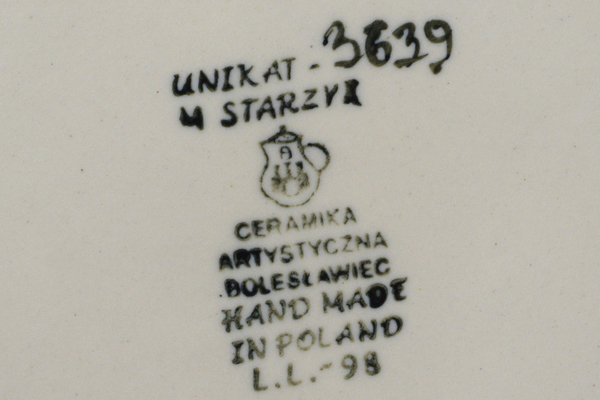 UNIKAT - 3639
M STARZYK
A
CERAMIKA
ARTYSTYCZNA
BOLESŁAWIEC
HAND MADE
IN POLAND
L.L.-98